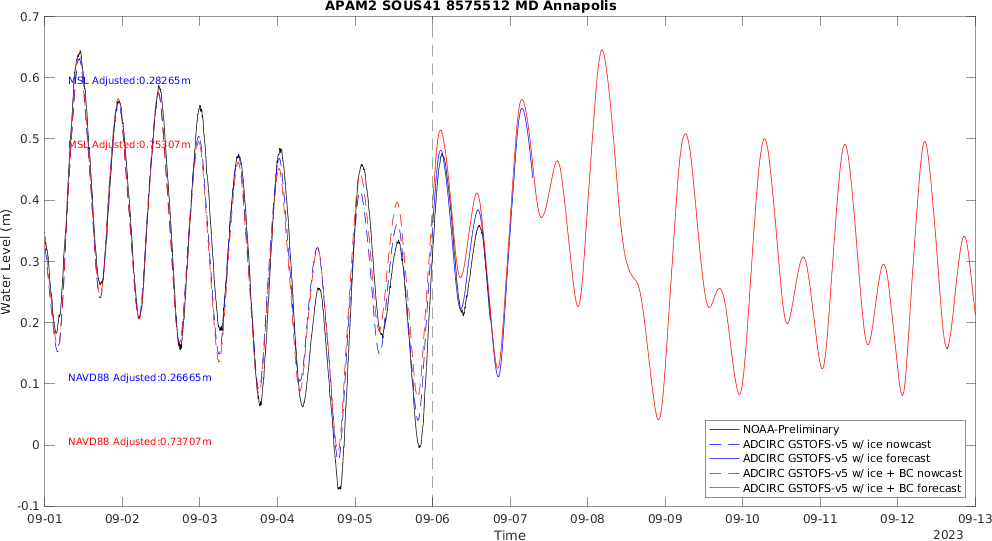 APAM2 SOUS41 8575512 MD Annapolis
0.7
0.6
0.5
0.4
0.3
0.2
0.1
0
-0.1
Water Level (m)
MSL Adjusted:0.28265m
MSL Adjusted:0.75307m
NAVD88 Adjusted:0.26665m
NAVD88 Adjusted:0.73707m
NOAA-Preliminary
ADCIRC GSTOFS-v5 w/ ice nowcast
ADCIRC GSTOFS-v5 w/ ice forecast
ADCIRC GSTOFS-v5 w/ ice + BC nowcast
ADCIRC GSTOFS-v5 w/ ice + BC forecast
09-01 09-02 09-03 09-04 09-05 09-06 09-07 09-08 09-09 09-10 09-11 09-12 09-13
Time
2023